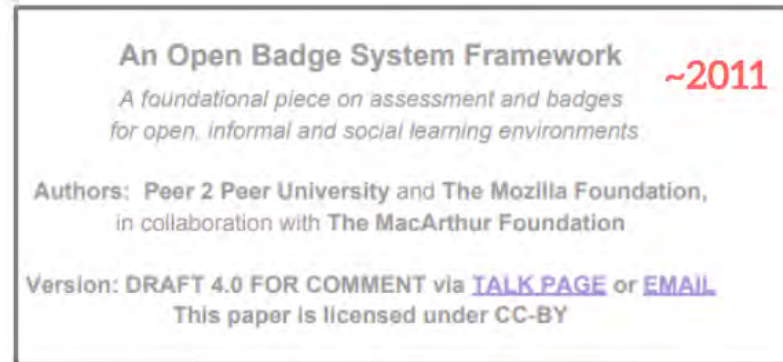 An Open Badge System Framework
~2011
A foundational piece on assessment and badges
for open, informal and social learning environments
Authors: Peer 2 Peer University and The Mozilla Foundation,
in collaboration with The MacArthur Foundation
Version: DRAFT 4.0 FOR COMMENT via TALK PAGE or EMAIL
This paper is licensed under CC-BY